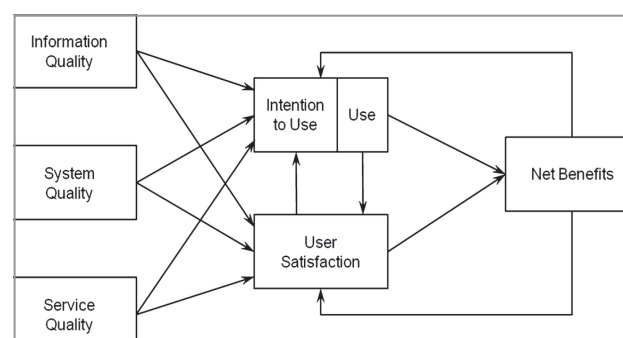 Information
Quality
Intention
to Use
Use
System
Quality
Net Benefits
User
Satisfaction
Service
Quality